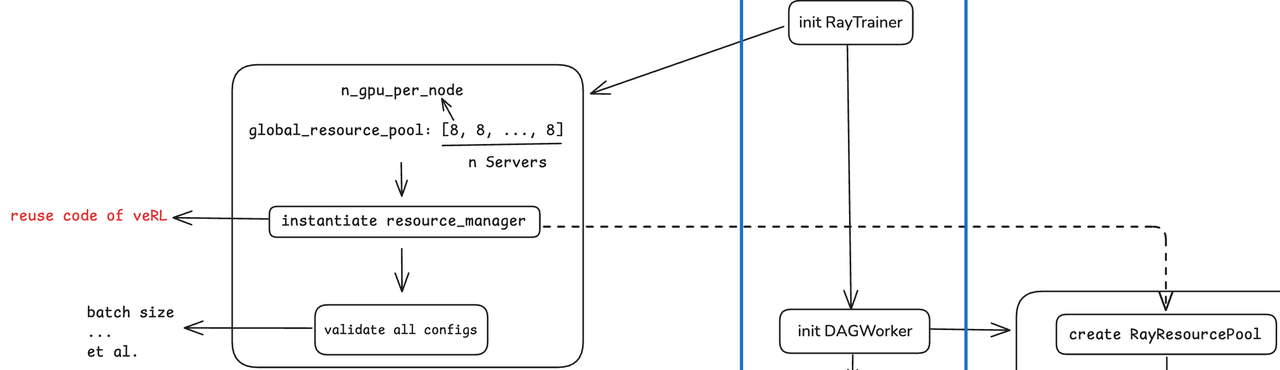 init RayTrainer
n_gpu_per_node
global_resource_pool: [8, 8, ..., 8]
n Servers
reuse code of veRL
instantiate resource_manager
batch size
...
et al.
validate all configs
init DAGWorker
create RayResourcePool